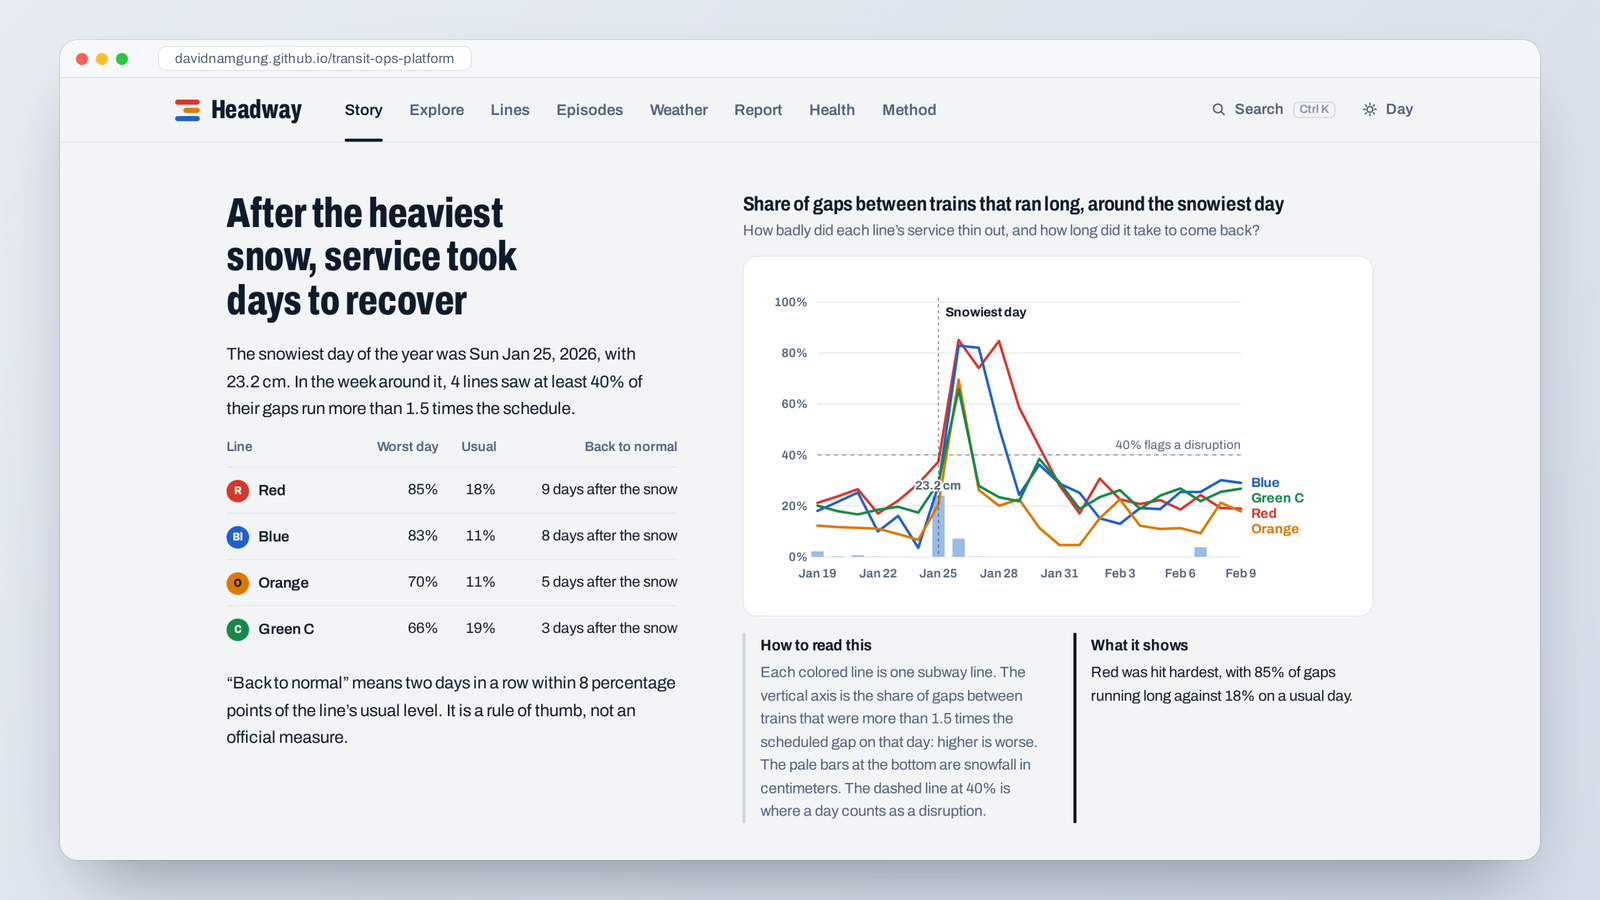 davidnamgung.github.io/transit-ops-platform
Headway
Story
Explore
Lines
Episodes
Weather
Report
Health
Method
Search
Ctrl K
Day
After the heaviest
snow, service took
days to recover
The snowiest day of the year was Sun Jan 25, 2026, with
23.2 cm. In the week around it, 4 lines saw at least 40% of
their gaps run more than 1.5 times the schedule.
Line Worst day Usual Back to normal
R Red 85% 18% 9 days after the snow
Bl Blue 83% 11% 8 days after the snow
O Orange 70% 11% 5 days after the snow
C Green C 66% 19% 3 days after the snow
“Back to normal” means two days in a row within 8 percentage
points of the line’s usual level. It is a rule of thumb, not an
official measure.
Share of gaps between trains that ran long, around the snowiest day
How badly did each line’s service thin out, and how long did it take to come back?
100%
Snowiest day
80%
60%
40% flags a disruption
40%
23.2 cm
20%
0%
Blue
Green C
Red
Orange
Jan 19 Jan 22 Jan 25 Jan 28 Jan 31 Feb 3 Feb 6 Feb 9
How to read this
Each colored line is one subway line. The
vertical axis is the share of gaps between
trains that were more than 1.5 times the
scheduled gap on that day: higher is worse.
The pale bars at the bottom are snowfall in
centimeters. The dashed line at 40% is
where a day counts as a disruption.
What it shows
Red was hit hardest, with 85% of gaps
running long against 18% on a usual day.